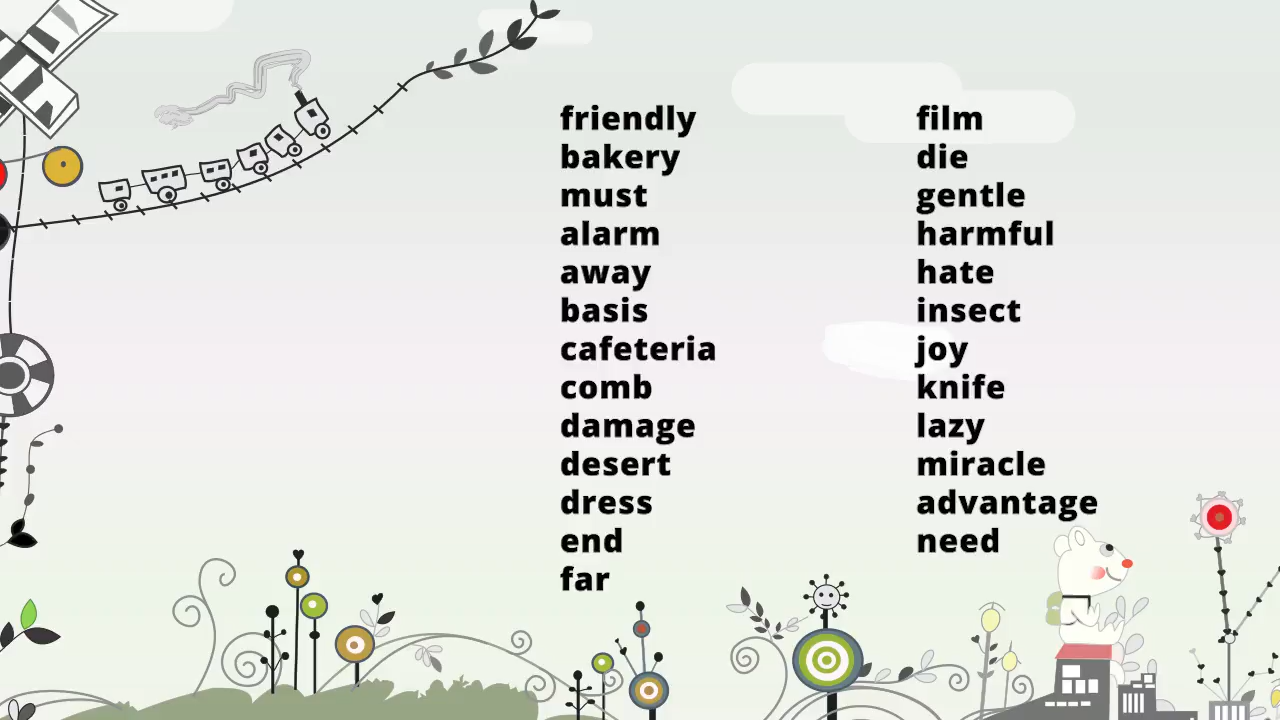 friendly
bakery
must
alarm
away
basis
cafeteria
comb
damage
desert
dress
end
far
film
die
gentle
harmful
hate
insect
joy
knife
lazy
miracle
advantage
need